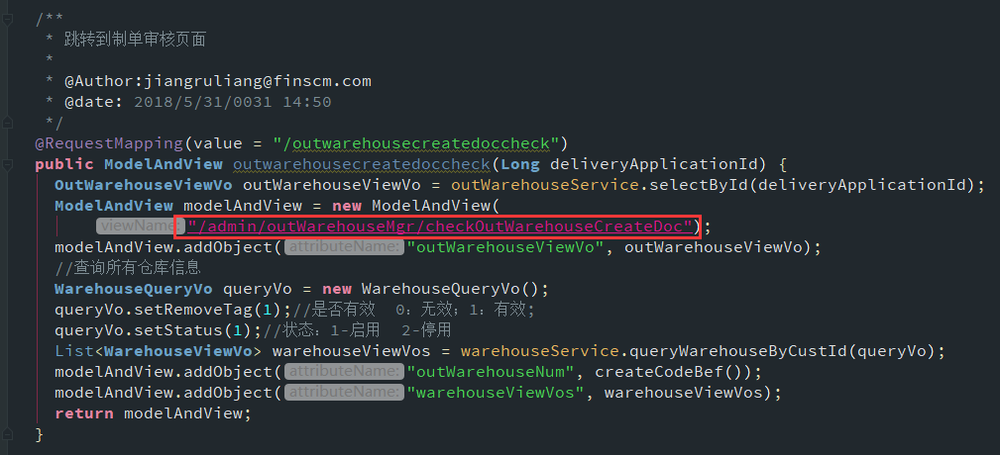 /**
 * 跳转到制单审核页面
 *
 * @Author:jiangruliang@finscm.com
 * @date: 2018/5/31/0031 14:50
 */
@RequestMapping(value = "/outwarehousecreatedoccheck")
public ModelAndView outwarehousecreatedoccheck(Long deliveryApplicationId) {
  OutWarehouseViewVo outWarehouseViewVo = outWarehouseService.selectById(deliveryApplicationId);
  ModelAndView modelAndView = new ModelAndView(
      viewName: "/admin/outWarehouseMgr/checkOutWarehouseCreateDoc");
  modelAndView.addObject( attributeName: "outWarehouseViewVo", outWarehouseViewVo);
  //查询所有仓库信息
  WarehouseQueryVo queryVo = new WarehouseQueryVo();
  queryVo.setRemoveTag(1);//是否有效  0：无效；1：有效;
  queryVo.setStatus(1);//状态：1-启用  2-停用
  List<WarehouseViewVo> warehouseViewVos = warehouseService.queryWarehouseByCustId(queryVo);
  modelAndView.addObject( attributeName: "outWarehouseNum", createCodeBef());
  modelAndView.addObject( attributeName: "warehouseViewVos", warehouseViewVos);
  return modelAndView;
}